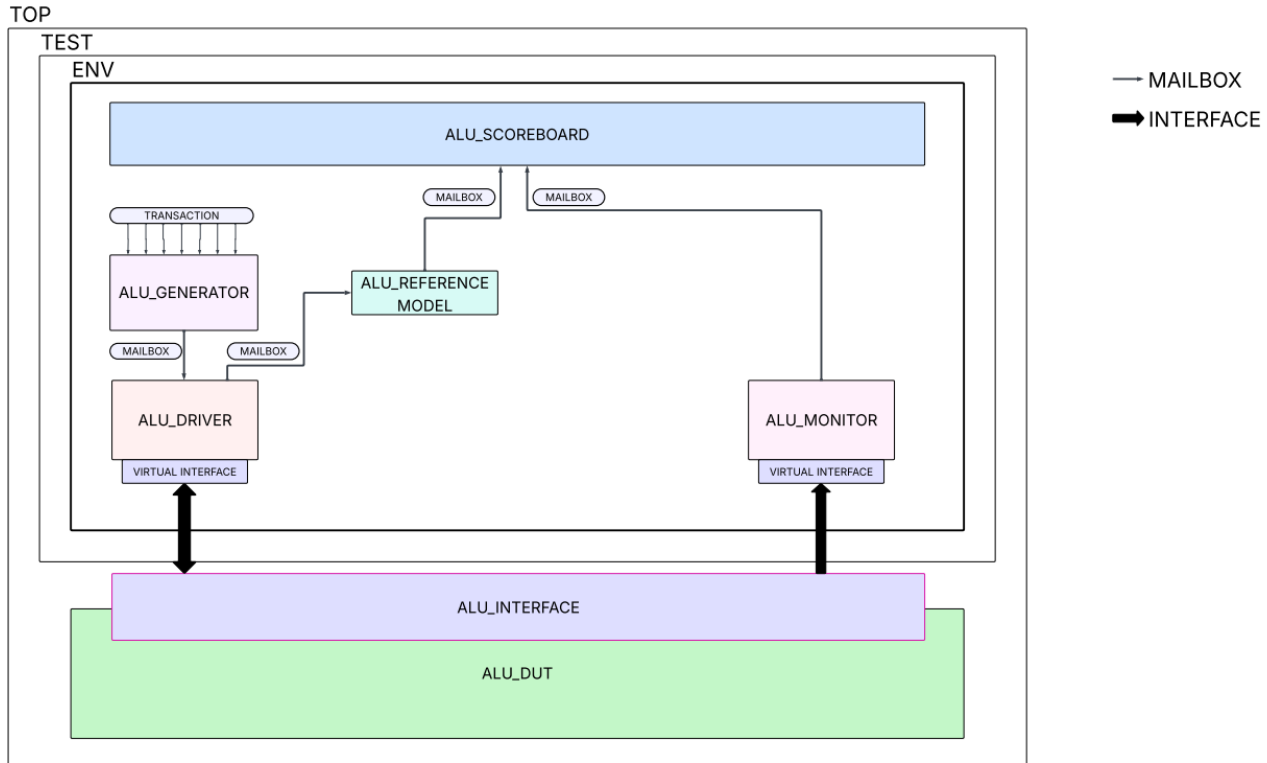 TOP
TEST
ENV
MAILBOX
INTERFACE
ALU_SCOREBOARD
MAILBOX
MAILBOX
TRANSACTION
ALU_GENERATOR
ALU_REFERENCE
MODEL
MAILBOX
MAILBOX
ALU_DRIVER
ALU_MONITOR
VIRTUAL INTERFACE
VIRTUAL INTERFACE
ALU_INTERFACE
ALU_DUT